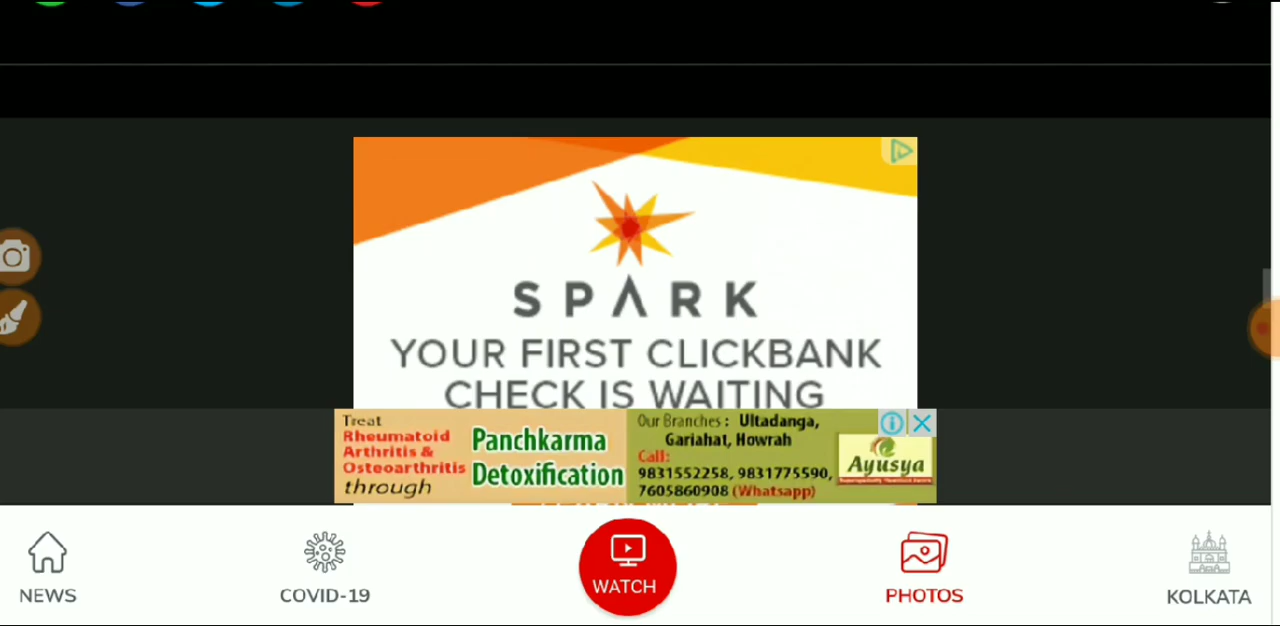 SPARK
YOUR FIRST CLICKBANK
CHECK IS WAITING
Treat
Rheumatoid
Arthritis &
Osteoarthritis
through
Panchkarma
Detoxification
Our Branches : Ultadanga,
Gariahat, Howrah
Call:
9831552258, 9831775590,
7605860908 (Whatsapp)
Ayusya
NEWS
COVID-19
WATCH
PHOTOS
KOLKATA